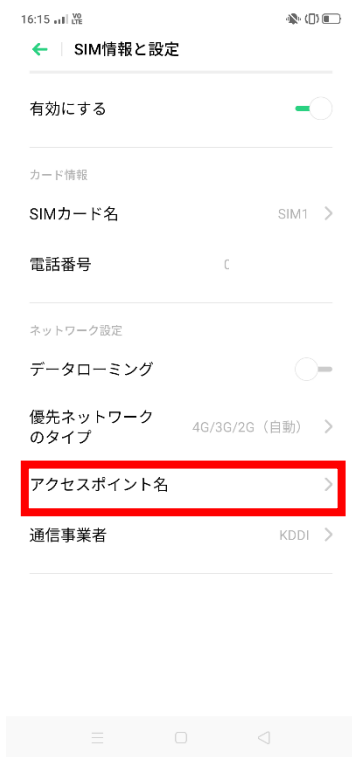 16:15 VO LTE
SIM情報と設定
有効にする
カード情報
SIMカード名 SIM1
電話番号
ネットワーク設定
データローミング
優先ネットワーク
のタイプ 4G/3G/2G（自動）
アクセスポイント名
通信事業者 KDDI